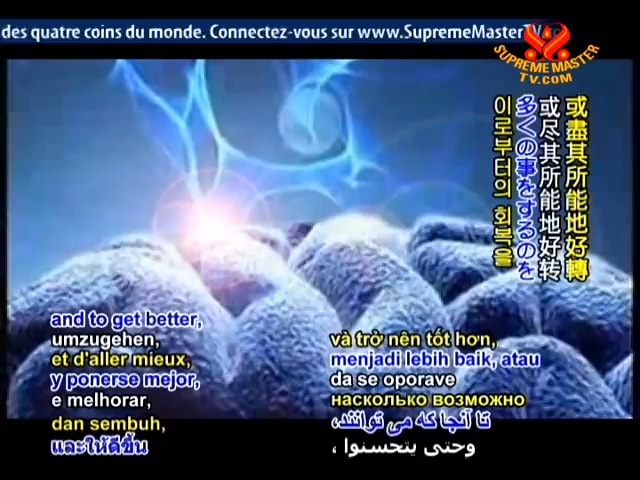 des quatre coins du monde. Connectez-vous sur www.SupremeMasterTV.c
SUPREME MASTER
TV.COM
或盡其所能地好轉
或尽其所能地好转
多くの事をするのを
이로부터의 회복을
and to get better,
umzugehen,
et d'aller mieux,
y ponerse mejor,
e melhorar,
dan sembuh,
และให้ดีขึ้น
và trở nên tốt hơn,
menjadi lebih baik, atau
da se oporave
насколько возможно
تا آنجا که می توانند،
وحتى يتحسنوا ،